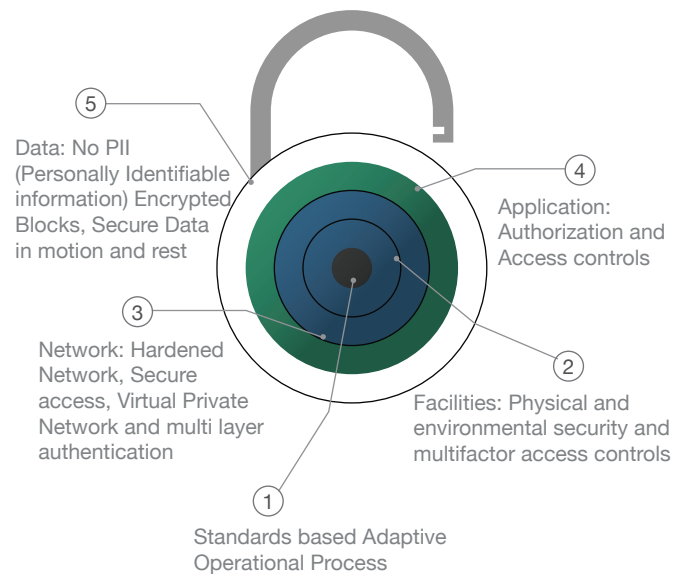 5
Data: No PII
(Personally Identifiable
information) Encrypted
Blocks, Secure Data
in motion and rest
4
Application:
Authorization and
Access controls
3
Network: Hardened
Network, Secure
access, Virtual Private
Network and multi layer
authentication
2
Facilities: Physical and
environmental security and
multifactor access controls
1
Standards based Adaptive
Operational Process